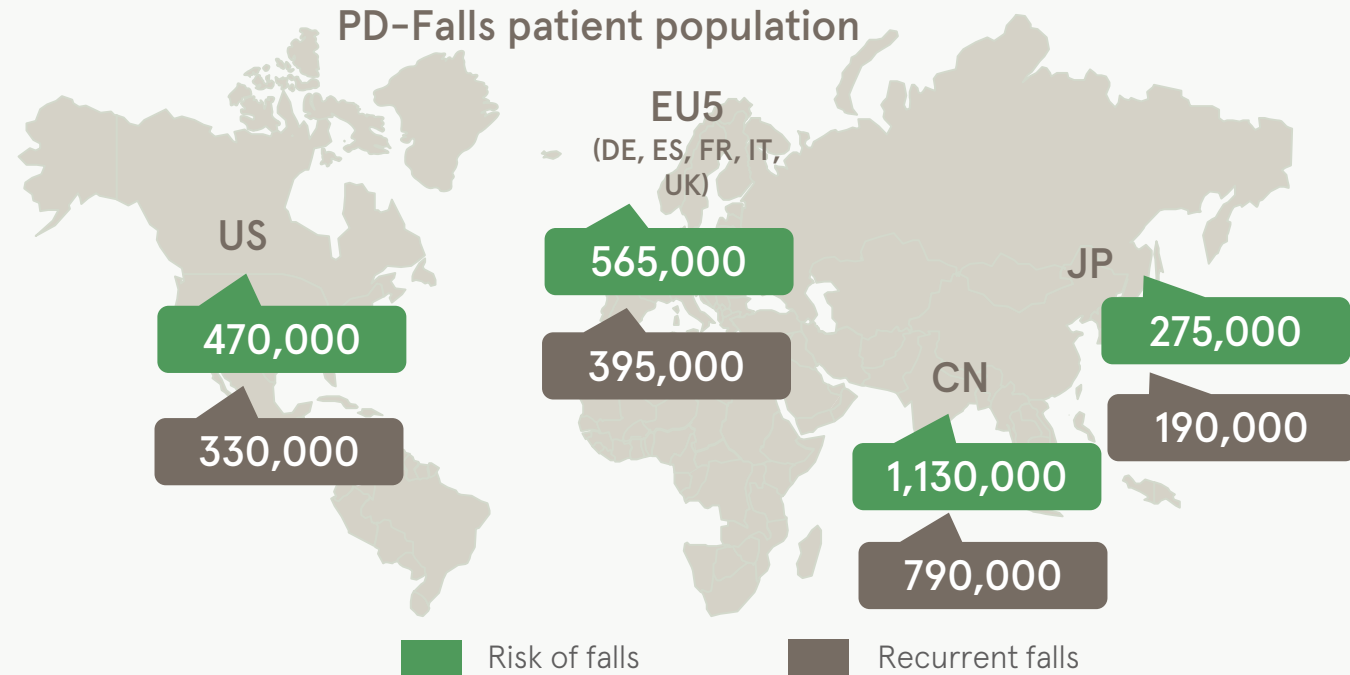 PD-Falls patient population
EU5
(DE, ES, FR, IT,
UK)
US
565,000
JP
470,000
275,000
395,000
CN
330,000
190,000
1,130,000
790,000
Risk of falls
Recurrent falls